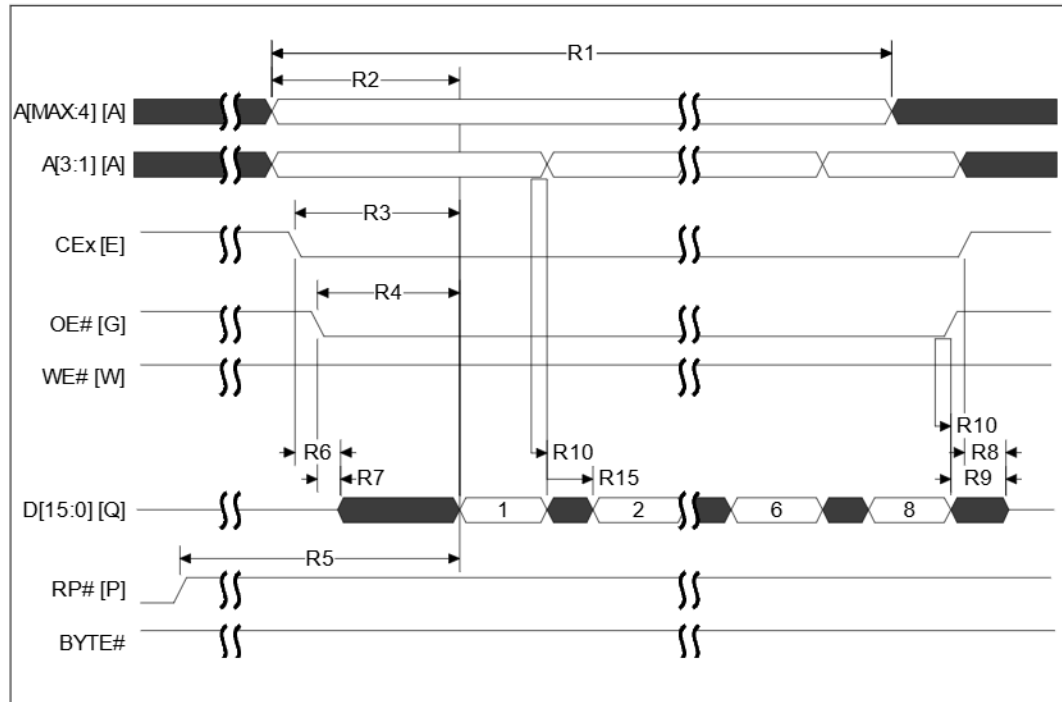 R1
R2
A[MAX:4] [A]
A[3:1] [A]
R3
CEx [E]
R4
OE# [G]
WE# [W]
R10
R6
R10
R8
R7
R15
R9
D[15:0] [Q]
1
2
6
8
R5
RP# [P]
BYTE#